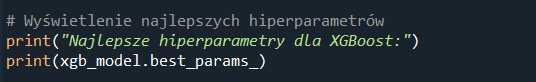 # Wyświetlenie najlepszych hiperparametrów
print("Najlepsze hiperparametry dla XGBoost:")
print(xgb_model.best_params_)